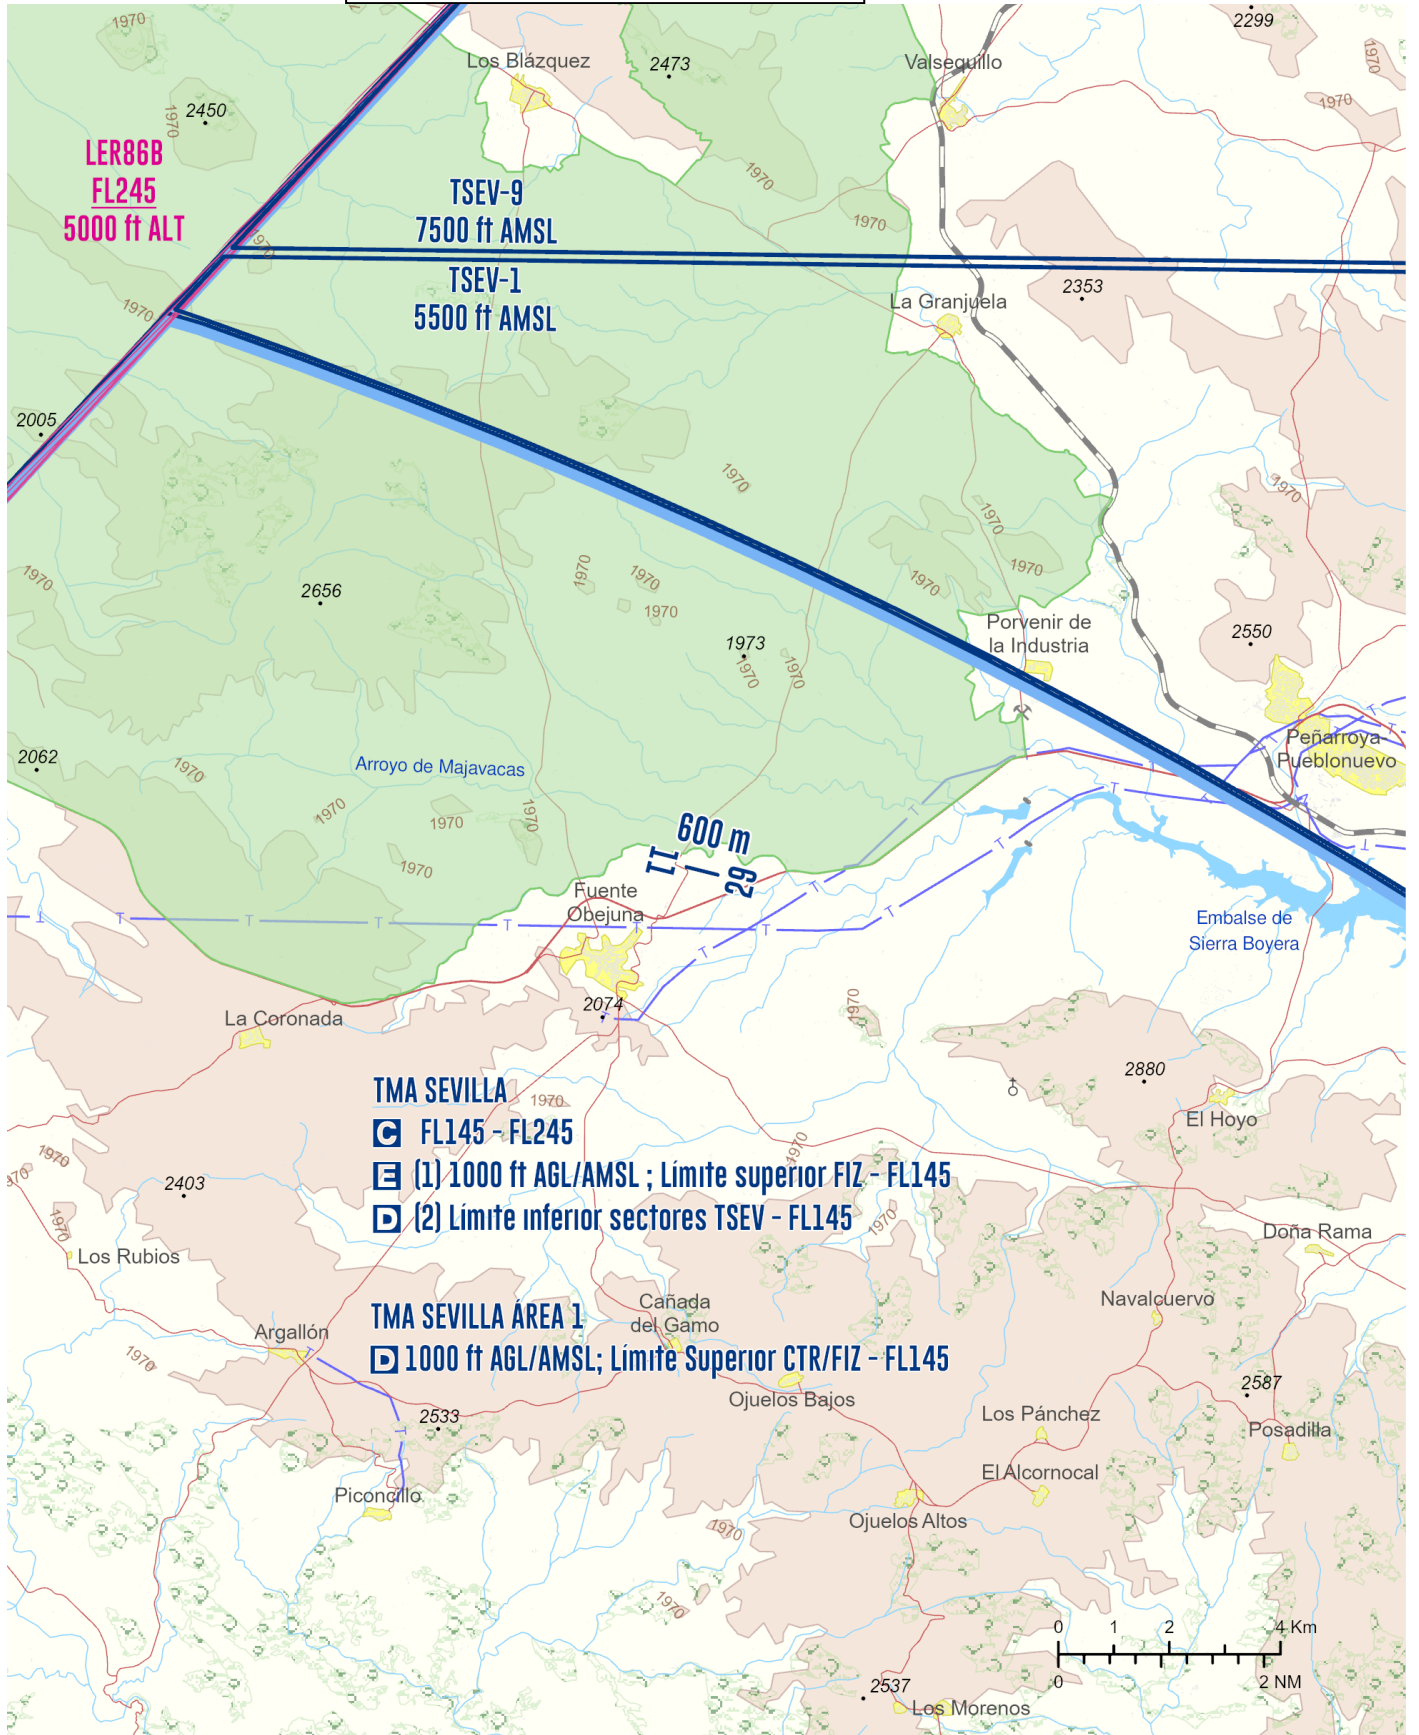 1970
2299
Los Blázquez
2473
Valsequillo
1970
2450
1970
1970
LER86B
FL245
5000 ft ALT
1970
TSEV-9
7500 ft AMSL
1970
1970
TSEV-1
5500 ft AMSL
2353
La Granjuela
1970
2005
1970
1970
1970
1970
1970
1970
1970
1970
2656
1970
Porvenir de
la Industria
2550
1973
1970
1970
Peñarroya-
Pueblonuevo
2062
1970
Arroyo de Majavacas
1970
1970
1970
600 m
11
29
1970
Fuente
Obejuna
Embalse de
Sierra Boyera
2074
1970
La Coronada
2880
TMA SEVILLA
1970
El Hoyo
C FL145 - FL245
1970
1970
E (1) 1000 ft AGL/AMSL ; Límite superior FIZ - FL145
1970
2403
D (2) Límite inferior sectores TSEV - FL145
1970
1970
Doña Rama
Los Rubios
Cañada
del Gamo
Navalcuervo
TMA SEVILLA ÁREA 1
Argallón
1970
D 1000 ft AGL/AMSL; Límite Superior CTR/FIZ - FL145
2587
Ojuelos Bajos
2533
Los Pánchez
Posadilla
El Alcornocal
Piconcillo
Ojuelos Altos
1970
1970
0 1 2 4 Km
0 2 NM
2537
Los Morenos